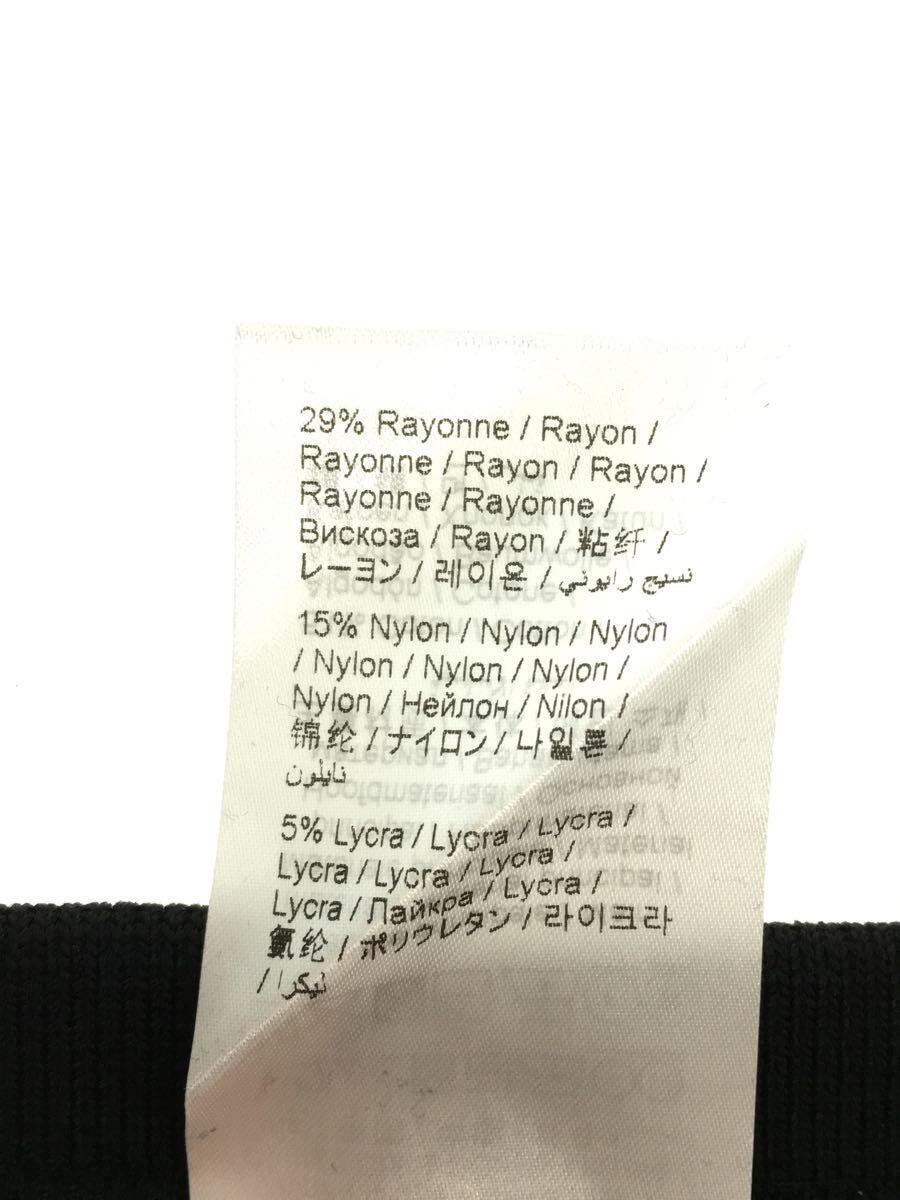 29% Rayonne / Rayon /
Rayonne / Rayon / Rayon /
Rayonne / Rayonne /
Вискоза / Rayon / 粘纤 /
レーヨン / 레이온 / نسيج رايوني
15% Nylon / Nylon / Nylon
/ Nylon / Nylon / Nylon /
Nylon / Нейлон / Nilon /
锦纶 / ナイロン / 나일론 /
نايلون
5% Lycra / Lycra / Lycra /
Lycra / Lycra / Lycra /
Lycra / Лайкра / Lycra /
氨纶 / ポリウレタン / 라이크라
/ ليكرا